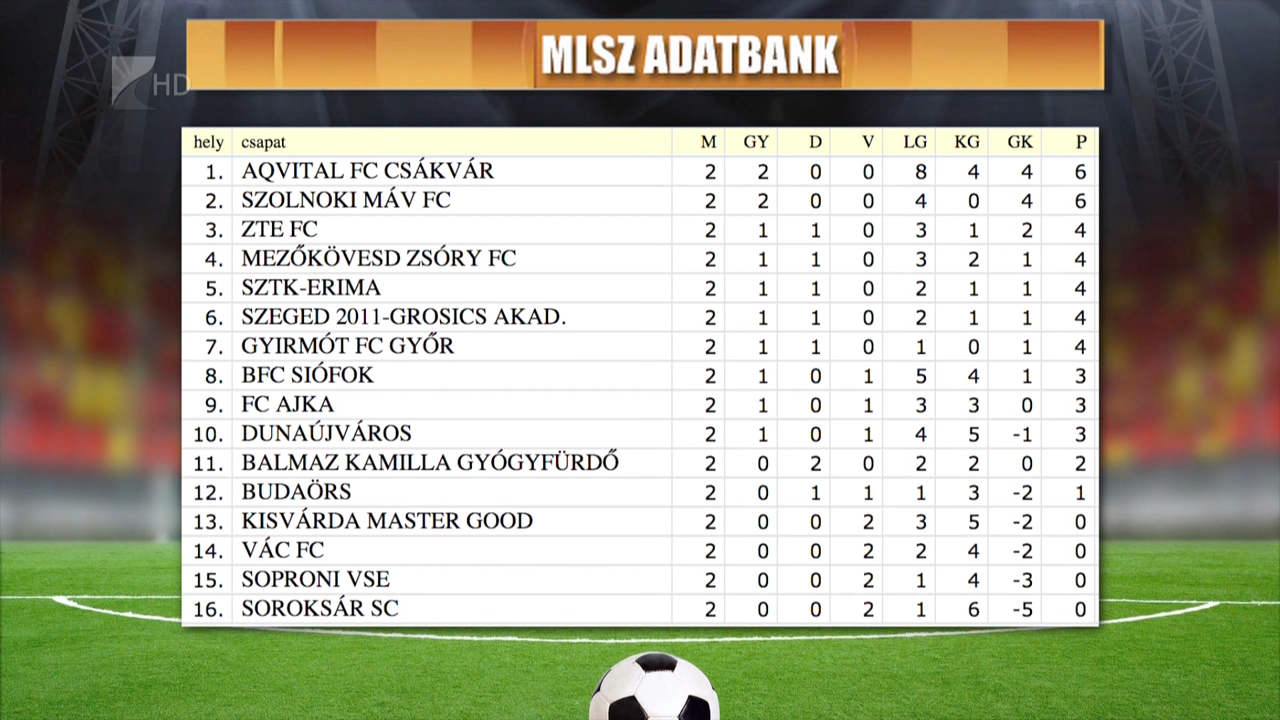 MLSZ ADATBANK
HD
hely csapat M GY D V LG KG GK P
1. AQVITAL FC CSÁKVÁR 2 2 0 0 8 4 4 6
2. SZOLNOKI MÁV FC 2 2 0 0 4 0 4 6
3. ZTE FC 2 1 1 0 3 1 2 4
4. MEZŐKÖVESD ZSÓRY FC 2 1 1 0 3 2 1 4
5. SZTK-ERIMA 2 1 1 0 2 1 1 4
6. SZEGED 2011-GROSICS AKAD. 2 1 1 0 2 1 1 4
7. GYIRMÓT FC GYŐR 2 1 1 0 1 0 1 4
8. BFC SIÓFOK 2 1 0 1 5 4 1 3
9. FC AJKA 2 1 0 1 3 3 0 3
10. DUNAÚJVÁROS 2 1 0 1 4 5 -1 3
11. BALMAZ KAMILLA GYÓGYFÜRDŐ 2 0 2 0 2 2 0 2
12. BUDAÖRS 2 0 1 1 1 3 -2 1
13. KISVÁRDA MASTER GOOD 2 0 0 2 3 5 -2 0
14. VÁC FC 2 0 0 2 2 4 -2 0
15. SOPRONI VSE 2 0 0 2 1 4 -3 0
16. SOROKSÁR SC 2 0 0 2 1 6 -5 0